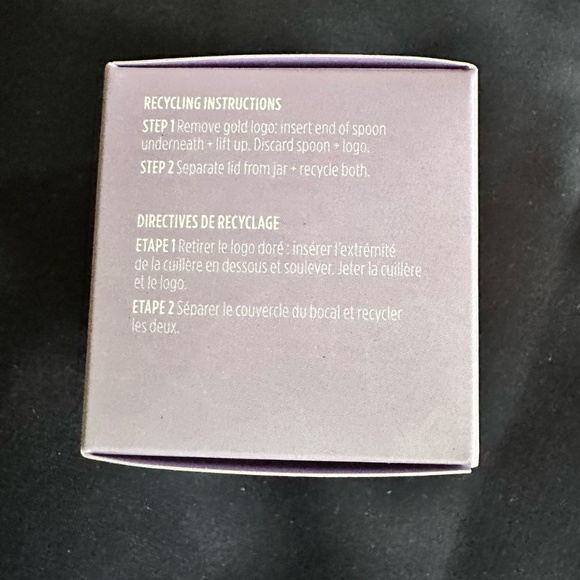 RECYCLING INSTRUCTIONS
STEP 1 Remove gold logo: insert end of spoon
underneath + lift up. Discard spoon + logo.
STEP 2 Separate lid from jar + recycle both.
DIRECTIVES DE RECYCLAGE
ETAPE 1 Retirer le logo doré : insérer l'extrémité
de la cuillère en dessous et soulever. Jeter la cuillère
et le logo.
ETAPE 2 Séparer le couvercle du bocal et recycler
les deux.